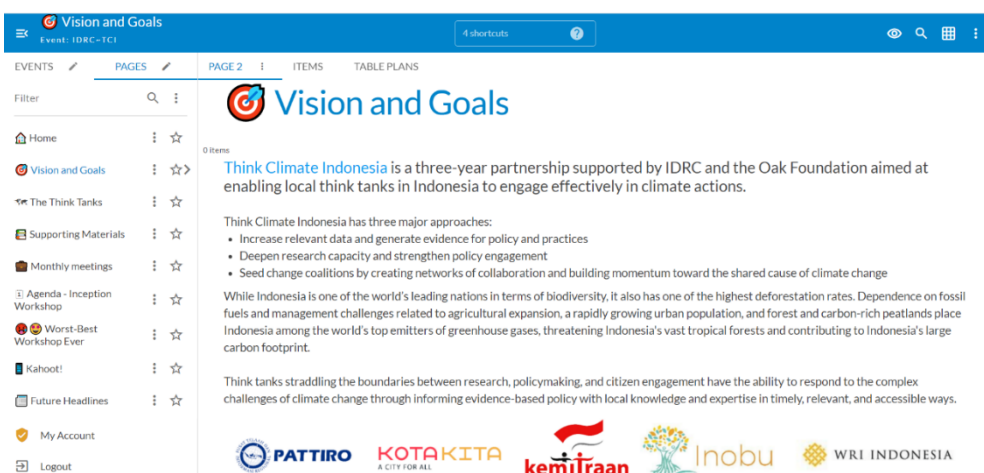 Vision and Goals
Event: IDRC-TCI
4 shortcuts
EVENTS
PAGES
PAGE 2
ITEMS
TABLE PLANS
Filter
Home
Vision and Goals
The Think Tanks
Supporting Materials
Monthly meetings
Agenda - Inception
Workshop
Worst-Best
Workshop Ever
Kahoot!
Future Headlines
My Account
Logout
Vision and Goals
0 items
Think Climate Indonesia is a three-year partnership supported by IDRC and the Oak Foundation aimed at
enabling local think tanks in Indonesia to engage effectively in climate actions.
Think Climate Indonesia has three major approaches:
• Increase relevant data and generate evidence for policy and practices
• Deepen research capacity and strengthen policy engagement
• Seed change coalitions by creating networks of collaboration and building momentum toward the shared cause of climate change
While Indonesia is one of the world's leading nations in terms of biodiversity, it also has one of the highest deforestation rates. Dependence on fossil
fuels and management challenges related to agricultural expansion, a rapidly growing urban population, and forest and carbon-rich peatlands place
Indonesia among the world's top emitters of greenhouse gases, threatening Indonesia's vast tropical forests and contributing to Indonesia's large
carbon footprint.
Think tanks straddling the boundaries between research, policymaking, and citizen engagement have the ability to respond to the complex
challenges of climate change through informing evidence-based policy with local knowledge and expertise in timely, relevant, and accessible ways.
PATTIRO
KOTAKITA
A CITY FOR ALL
kemitraan
Inobu
WRI INDONESIA